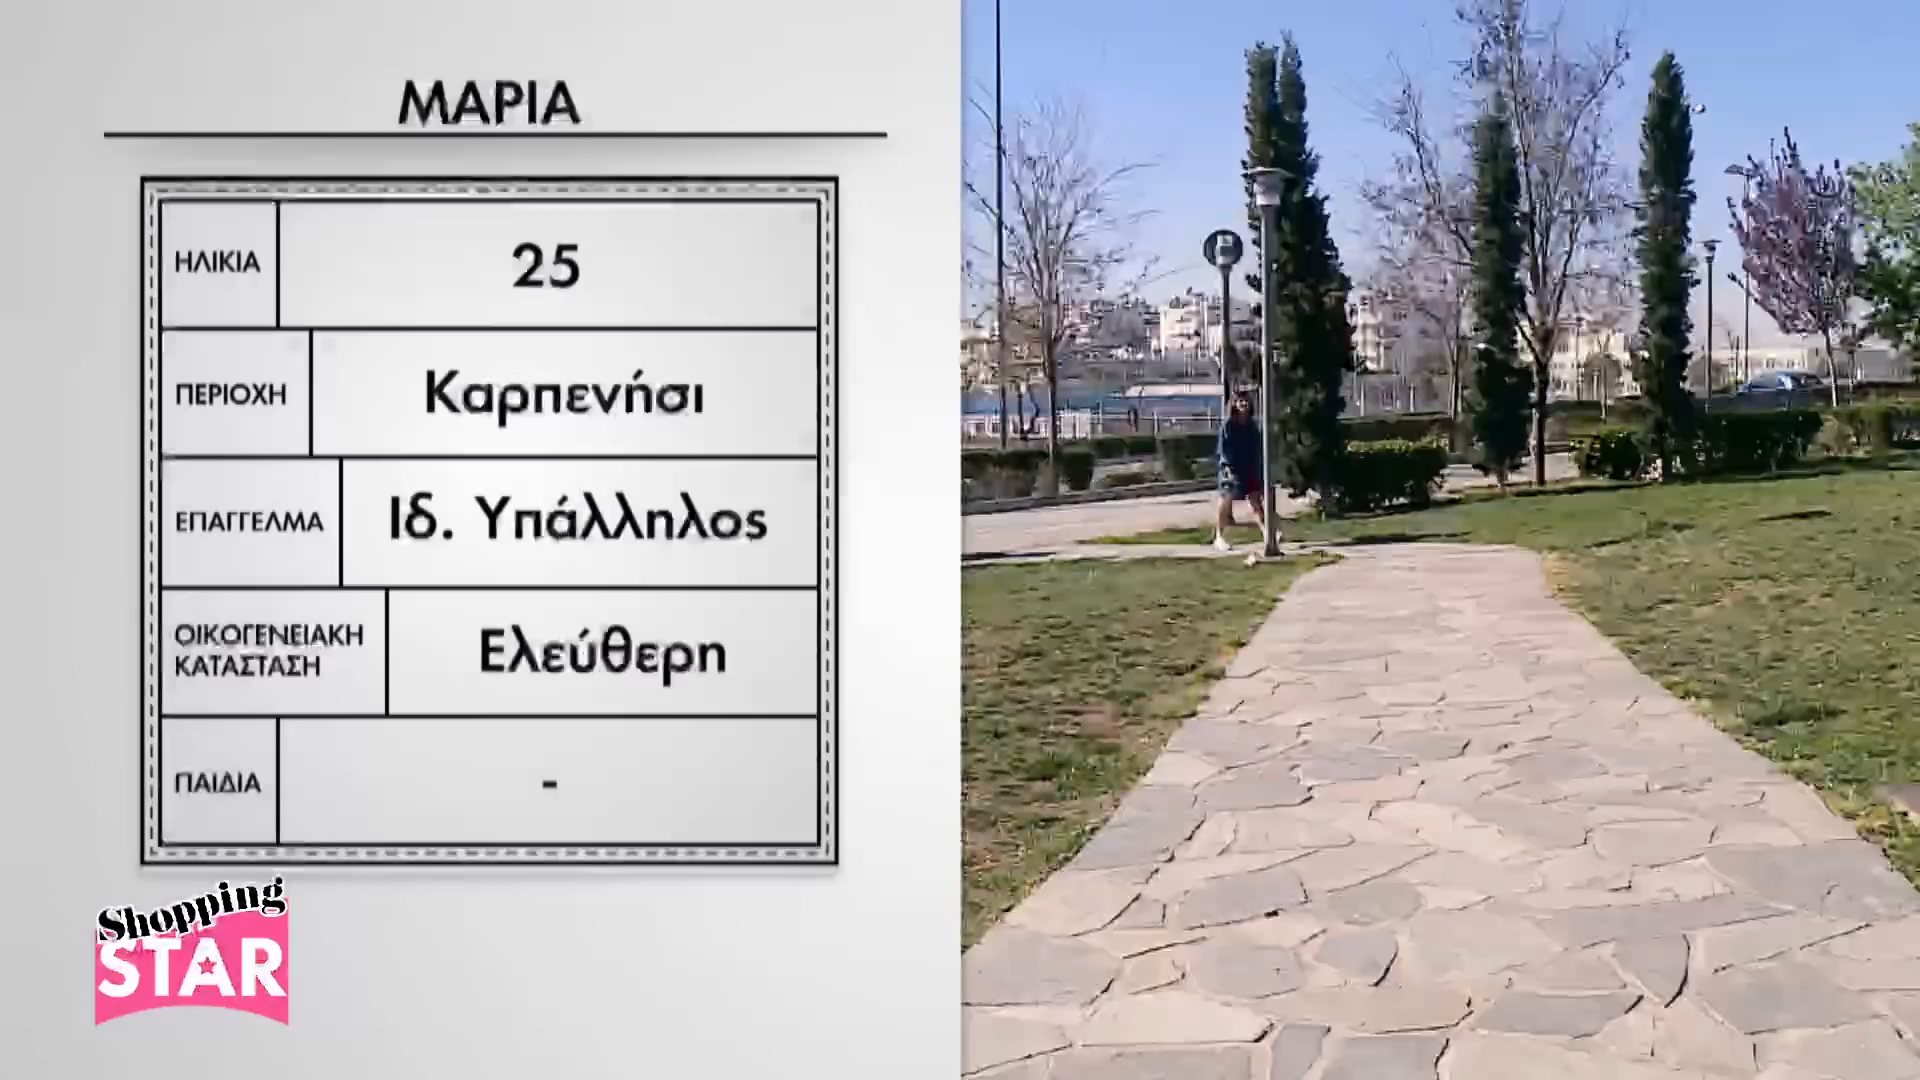 ΜΑΡΙΑ
ΗΛΙΚΙΑ
25
ΠΕΡΙΟΧΗ
Καρπενήσι
ΕΠΑΓΓΕΛΜΑ
Ιδ. Υπάλληλος
ΟΙΚΟΓΕΝΕΙΑΚΗ
ΚΑΤΑΣΤΑΣΗ
Ελεύθερη
ΠΑΙΔΙΑ
-
Shopping
STAR